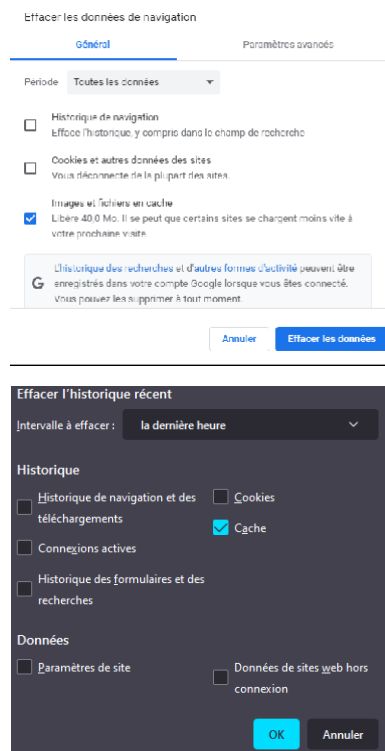 Effacer les données de navigation
Général Paramètres avancés
Période Toutes les données
Historique de navigation
Efface l'historique, y compris dans le champ de recherche
Cookies et autres données des sites
Vous déconnecte de la plupart des sites.
Images et fichiers en cache
Libère 40,0 Mo. Il se peut que certains sites se chargent moins vite à
votre prochaine visite.
L'historique des recherches et d'autres formes d'activité peuvent être
enregistrés dans votre compte Google lorsque vous êtes connecté.
Vous pouvez les supprimer à tout moment.
Annuler Effacer les données
Effacer l'historique récent
Intervalle à effacer : la dernière heure
Historique
Historique de navigation et des
téléchargements
Cookies
Cache
Connexions actives
Historique des formulaires et des
recherches
Données
Paramètres de site
Données de sites web hors
connexion
OK Annuler